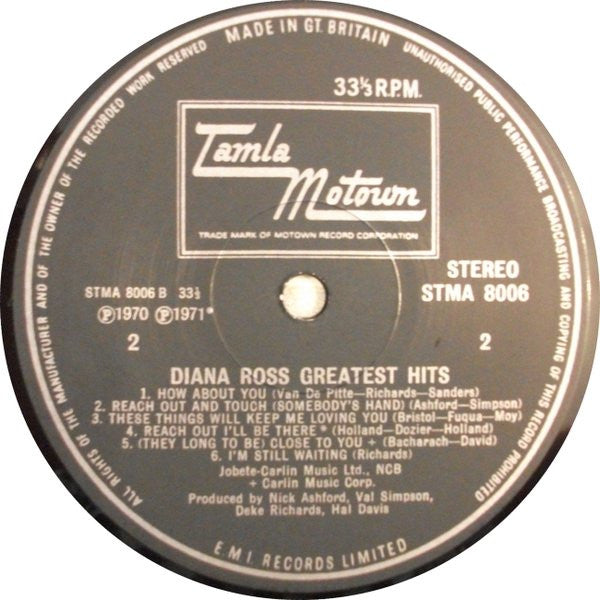 MADE IN GT. BRITAIN
UNAUTHORISED PUBLIC PERFORMANCE BROADCASTING AND COPYING OF THIS RECORD PROHIBITED
ALL RIGHTS OF THE MANUFACTURER AND OF THE OWNER OF THE RECORDED WORK RESERVED
33⅓ R.P.M.
Tamla
Motown
TRADE MARK OF MOTOWN RECORD CORPORATION
STEREO
STMA 8006
STMA 8006 B 33⅓
Ⓟ1970 Ⓟ1971*
2
2
DIANA ROSS GREATEST HITS
1. HOW ABOUT YOU (Van De Pitte—Richards—Sanders)
2. REACH OUT AND TOUCH (SOMEBODY'S HAND) (Ashford—Simpson)
3. THESE THINGS WILL KEEP ME LOVING YOU (Bristol—Fuqua—Moy)
4. REACH OUT I'LL BE THERE * (Holland—Dozier—Holland)
5. (THEY LONG TO BE) CLOSE TO YOU + (Bacharach—David)
6. I'M STILL WAITING (Richards)
Jobete-Carlin Music Ltd., NCB
+ Carlin Music Corp.
Produced by Nick Ashford, Val Simpson,
Deke Richards, Hal Davis
E.M.I. RECORDS LIMITED